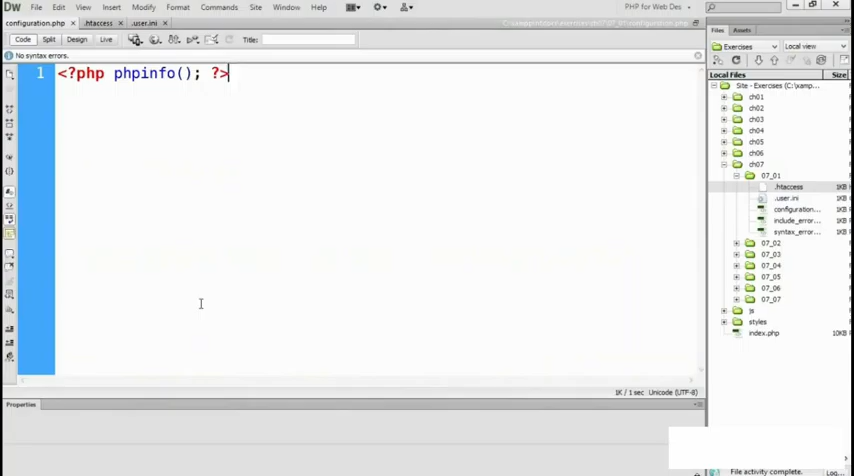 DW File Edit View Insert Modify Format Commands Site Window Help PHP for Web Dev
configuration.php .htaccess .user.ini
Code Split Design Live Title:
No syntax errors.
1 <?php phpinfo(); ?>
1K / 1 sec Unicode (UTF-8)
Properties
Files Assets
Exercises Local view
Local Files Size
Site - Exercises (C:\xamp...
ch01
ch02
ch03
ch04
ch05
ch06
ch07
07_01
.htaccess 1KB
.user.ini 1KB
configuration... 1KB
include_error... 1KB
syntax_error... 1KB
07_02
07_03
07_04
07_05
07_06
07_07
js
styles
index.php 10KB
File activity complete. Log...